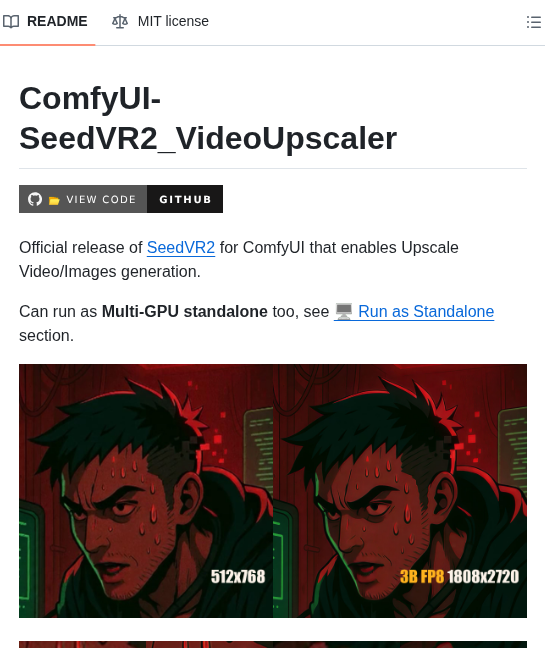 README
MIT license
ComfyUI-
SeedVR2_VideoUpscaler
VIEW CODE GITHUB
Official release of SeedVR2 for ComfyUI that enables Upscale
Video/Images generation.
Can run as Multi-GPU standalone too, see 🖥️ Run as Standalone
section.
512x768
3B FP8 1808x2720